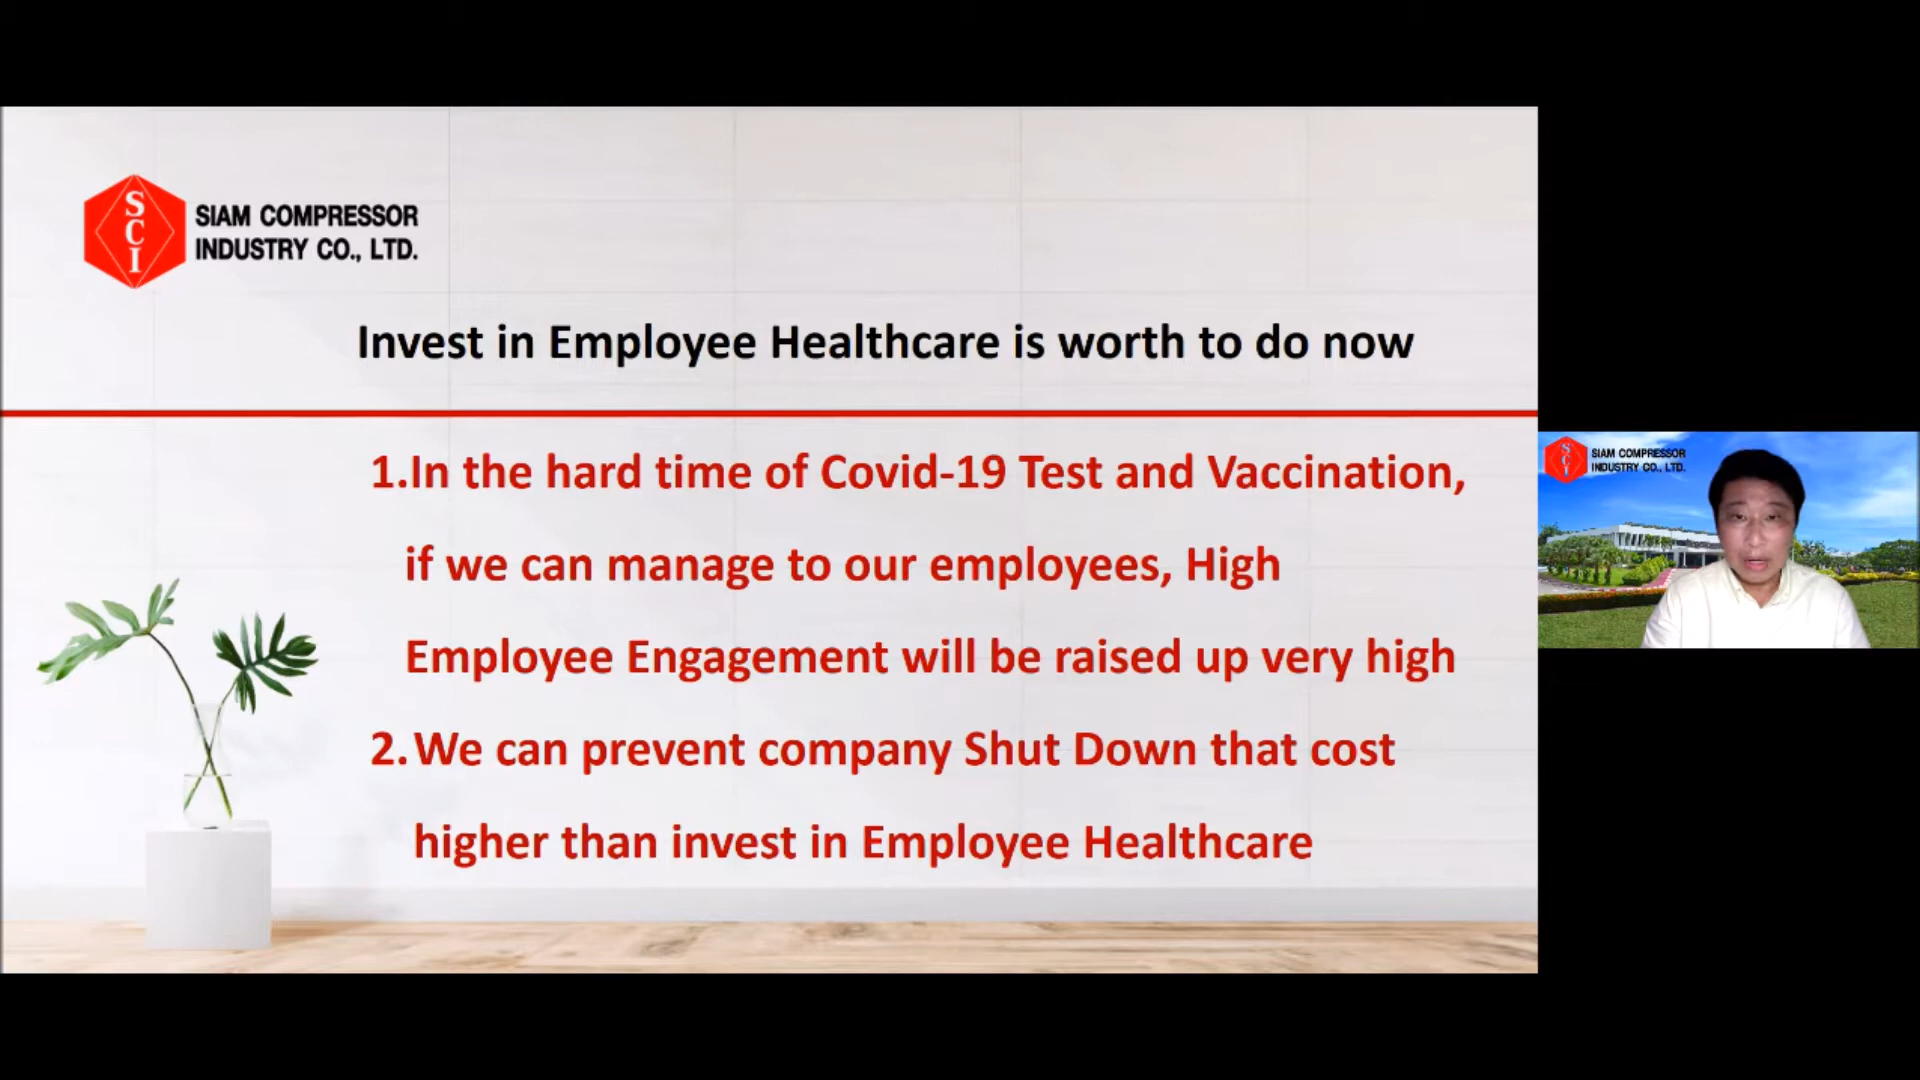 S
C
I
SIAM COMPRESSOR
INDUSTRY CO., LTD.
Invest in Employee Healthcare is worth to do now
1.In the hard time of Covid-19 Test and Vaccination,
if we can manage to our employees, High
Employee Engagement will be raised up very high
2.We can prevent company Shut Down that cost
higher than invest in Employee Healthcare
S
C
I
SIAM COMPRESSOR
INDUSTRY CO., LTD.